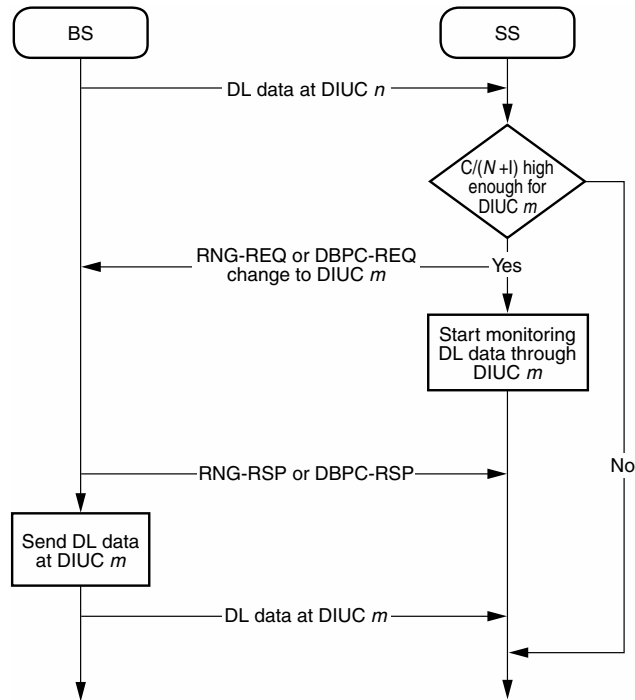 BS
SS
DL data at DIUC n
C/(N +I) high
enough for
DIUC m
RNG-REQ or DBPC-REQ
change to DIUC m
Yes
Start monitoring
DL data through
DIUC m
No
RNG-RSP or DBPC-RSP
Send DL data
at DIUC m
DL data at DIUC m